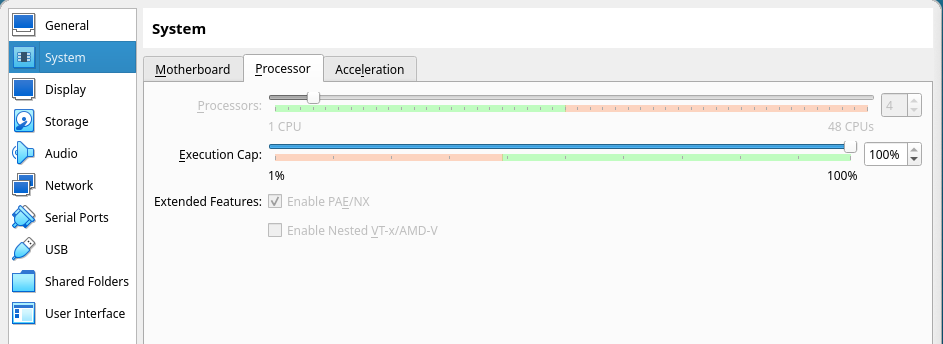 General
System
Display
Storage
Audio
Network
Serial Ports
USB
Shared Folders
User Interface
System
Motherboard Processor Acceleration
Processors: 4
1 CPU 48 CPUs
Execution Cap: 100%
1% 100%
Extended Features: Enable PAE/NX
Enable Nested VT-x/AMD-V